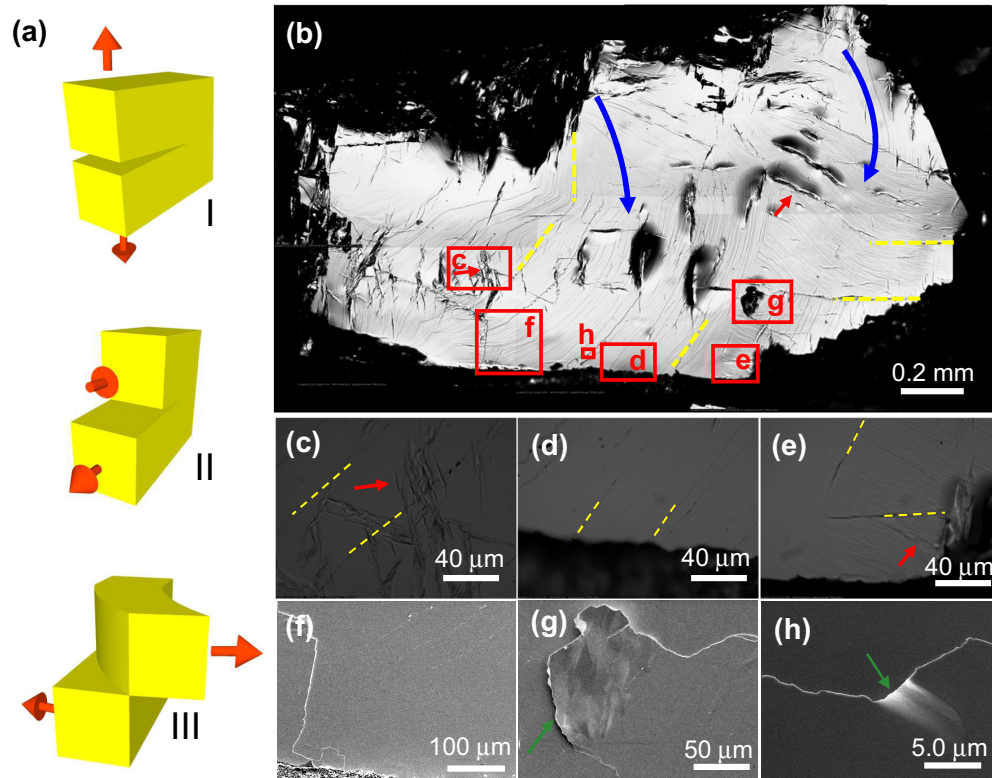 (a)
I
II
III
(b)
c
f
h
d
e
g
0.2 mm
(c)
40 μm
(d)
40 μm
(e)
40 μm
(f)
100 μm
(g)
50 μm
(h)
5.0 μm